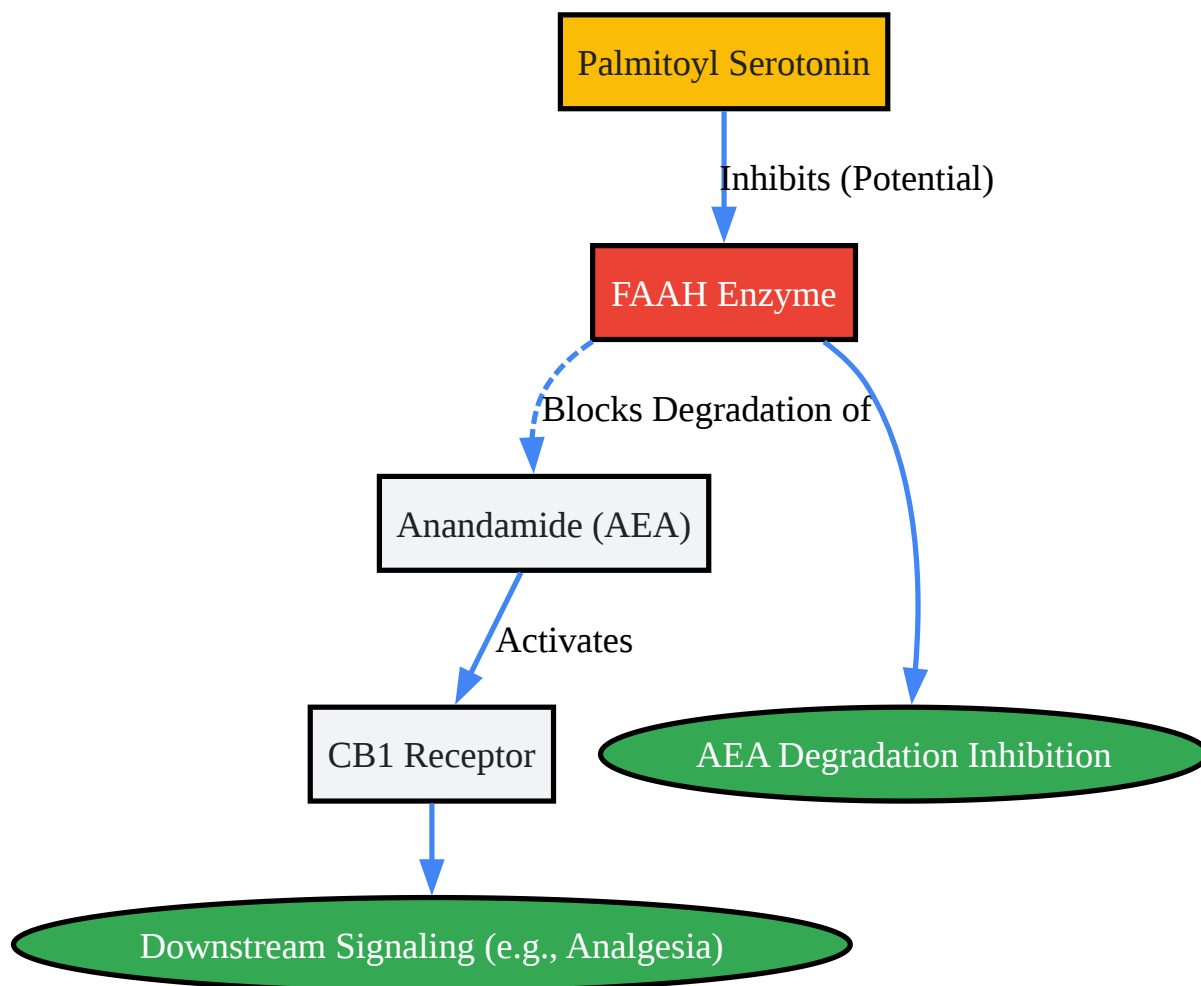 Palmitoyl Serotonin
Inhibits (Potential)
FAAH Enzyme
Blocks Degradation of
Anandamide (AEA)
Activates
CB1 Receptor
AEA Degradation Inhibition
Downstream Signaling (e.g., Analgesia)